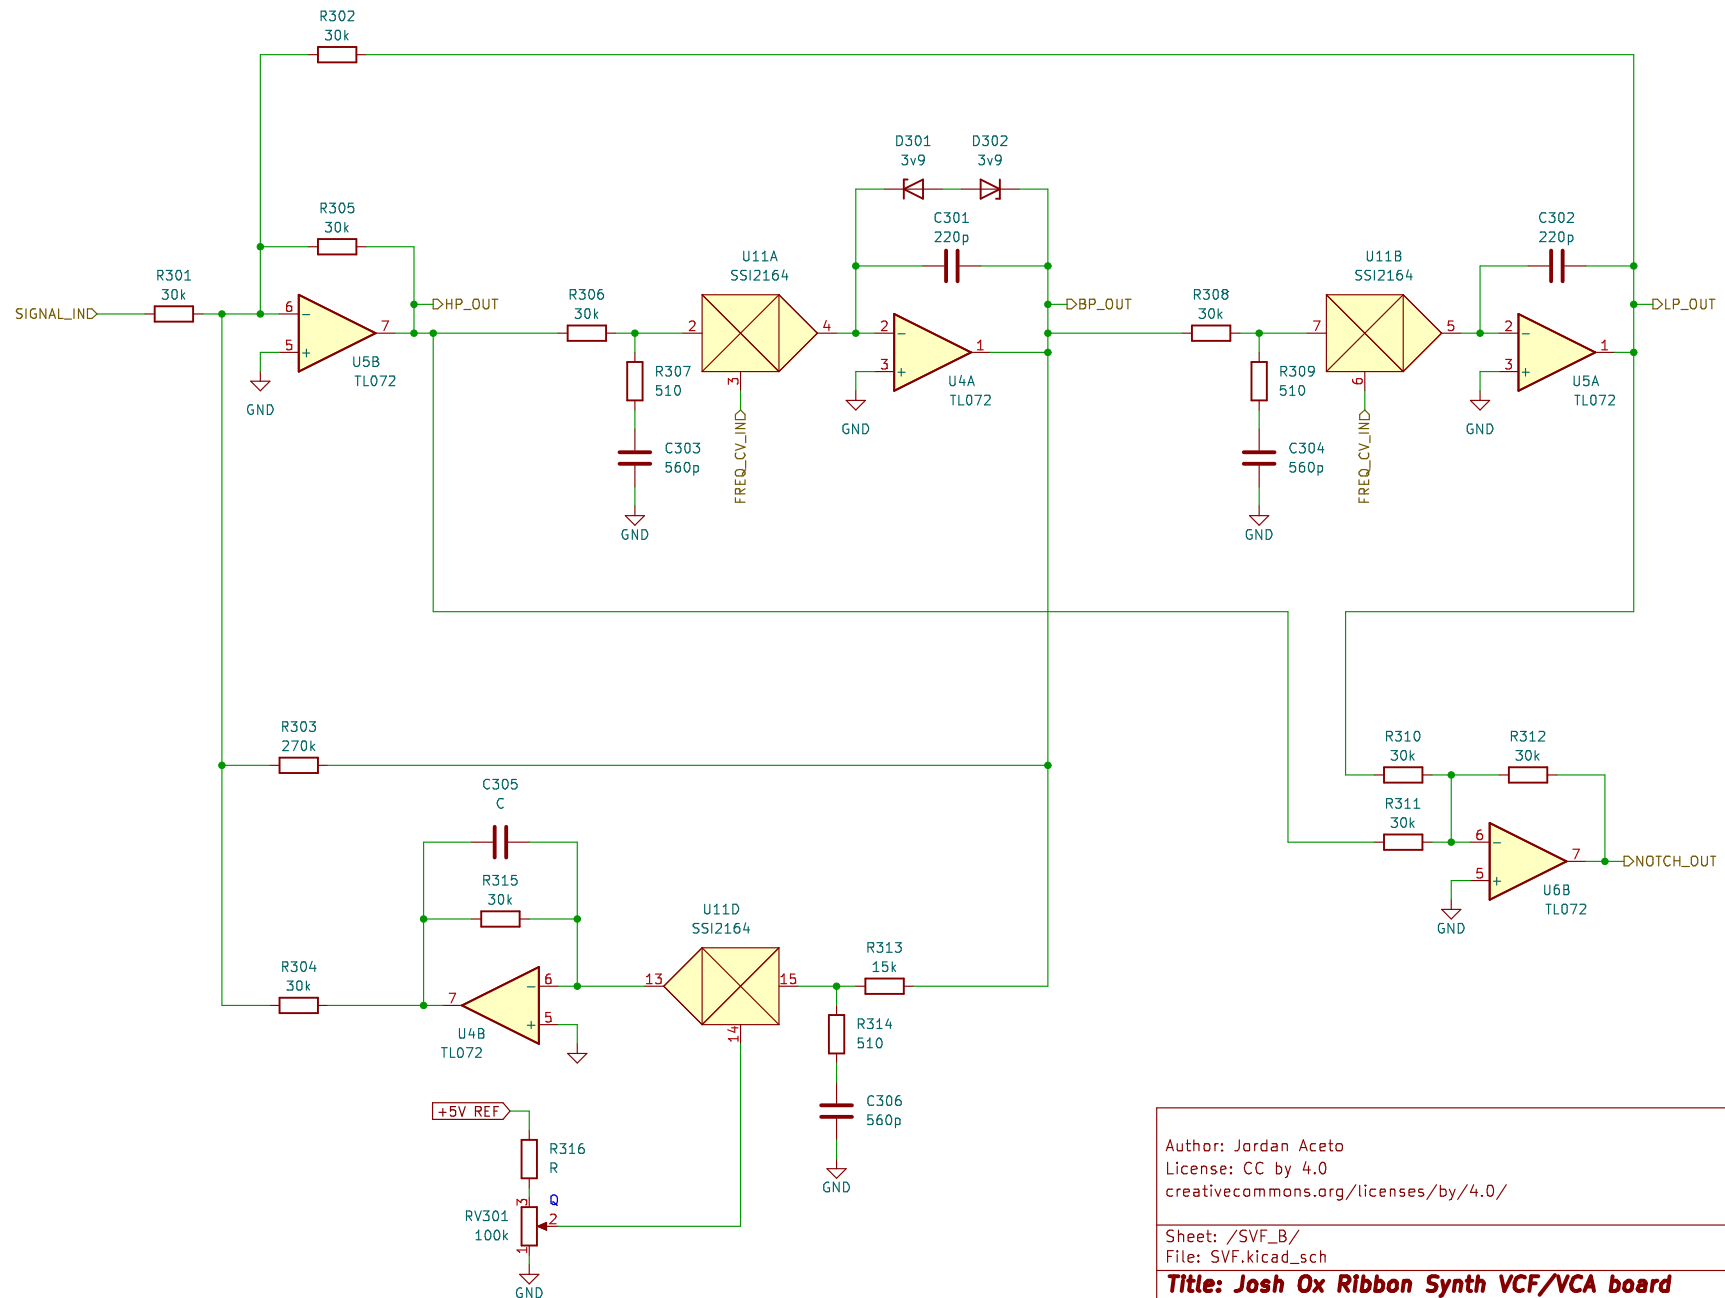 R302
30k
R305
30k
R301
30k
SIGNAL_IN
6
5
7
U5B
TL072
GND
HP_OUT
R306
30k
R307
510
C303
560p
GND
U11A
SSI2164
2
4
3
FREQ_CV_IN
D301
3v9
D302
3v9
C301
220p
2
3
1
U4A
TL072
GND
BP_OUT
R308
30k
R309
510
C304
560p
GND
U11B
SSI2164
7
5
6
FREQ_CV_IN
C302
220p
2
3
1
U5A
TL072
GND
LP_OUT
R303
270k
C305
C
R315
30k
R304
30k
7
6
5
U4B
TL072
U11D
SSI2164
13
15
14
R313
15k
R314
510
C306
560p
GND
+5V REF
R316
R
Q
RV301
100k
3
2
1
GND
R310
30k
R312
30k
R311
30k
6
5
7
U6B
TL072
GND
NOTCH_OUT
Author: Jordan Aceto
License: CC by 4.0
creativecommons.org/licenses/by/4.0/
Sheet: /SVF_B/
File: SVF.kicad_sch
Title: Josh Ox Ribbon Synth VCF/VCA board